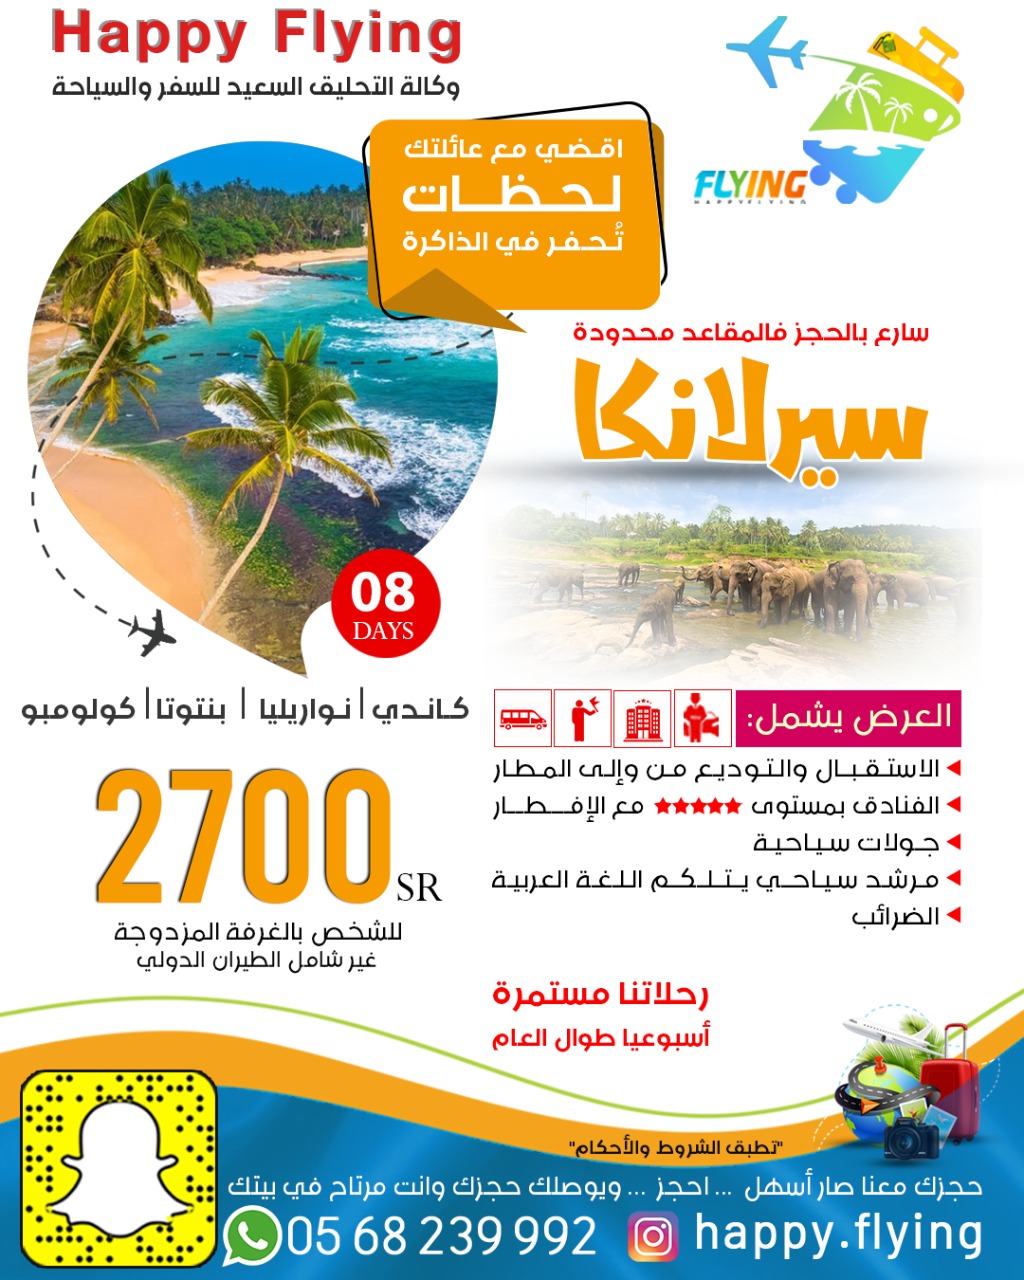 Happy Flying
وكالة التحليق السعيد للسفر والسياحة
FLYING
HAPPYFLYING
اقضي مع عائلتك
لحظات
تُحفر في الذاكرة
سارع بالحجز فالمقاعد محدودة
سيرلانكا
08
DAYS
كاندي | نواريليا | بنتوتا | كولومبو
2700 SR
للشخص بالغرفة المزدوجة
غير شامل الطيران الدولي
العرض يشمل:
الاستقبال والتوديع من وإلى المطار
الفنادق بمستوى ★★★★★ مع الإفطار
جولات سياحية
مرشد سياحي يتلكم اللغة العربية
الضرائب
رحلاتنا مستمرة
أسبوعيا طوال العام
"تطبق الشروط والأحكام"
حجزك معنا صار أسهل ... احجز ... ويوصلك حجزك وانت مرتاح في بيتك
05 68 239 992
happy.flying